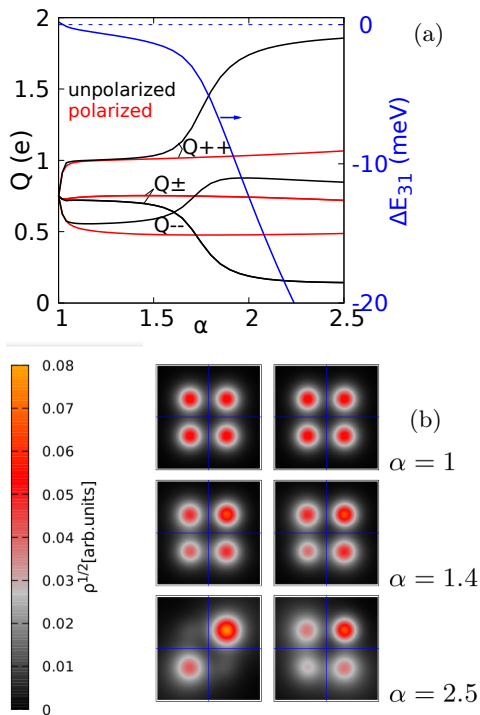 (a)
2
1.5
1
0.5
0
Q (e)
unpolarized
polarized
Q++
Q±
Q--
0
-10
-20
ΔE31 (meV)
1
1.5
2
2.5
α
0.08
0.07
0.06
0.05
0.04
0.03
0.02
0.01
0
ρ1/2[arb.units]
(b)
α = 1
α = 1.4
α = 2.5